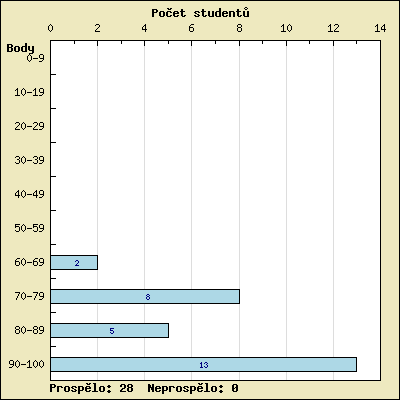 Počet studentů
0 2 4 6 8 10 12 14
Body
0-9
10-19
20-29
30-39
40-49
50-59
60-69 2
70-79 8
80-89 5
90-100 13
Prospělo: 28 Neprospělo: 0